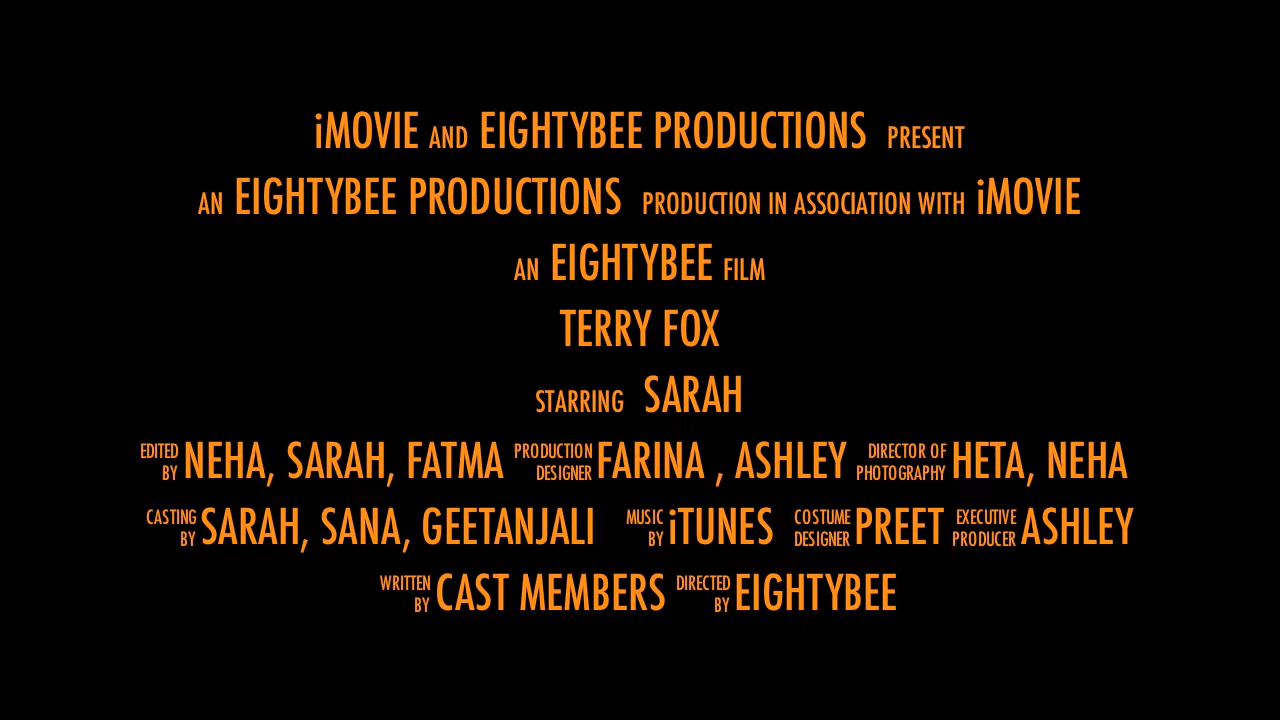 iMOVIE AND EIGHTYBEE PRODUCTIONS PRESENT
AN EIGHTYBEE PRODUCTIONS PRODUCTION IN ASSOCIATION WITH iMOVIE
AN EIGHTYBEE FILM
TERRY FOX
STARRING SARAH
EDITED BY NEHA, SARAH, FATMA PRODUCTION DESIGNER FARINA , ASHLEY DIRECTOR OF PHOTOGRAPHY HETA, NEHA
CASTING BY SARAH, SANA, GEETANJALI MUSIC BY iTUNES COSTUME DESIGNER PREET EXECUTIVE PRODUCER ASHLEY
WRITTEN BY CAST MEMBERS DIRECTED BY EIGHTYBEE